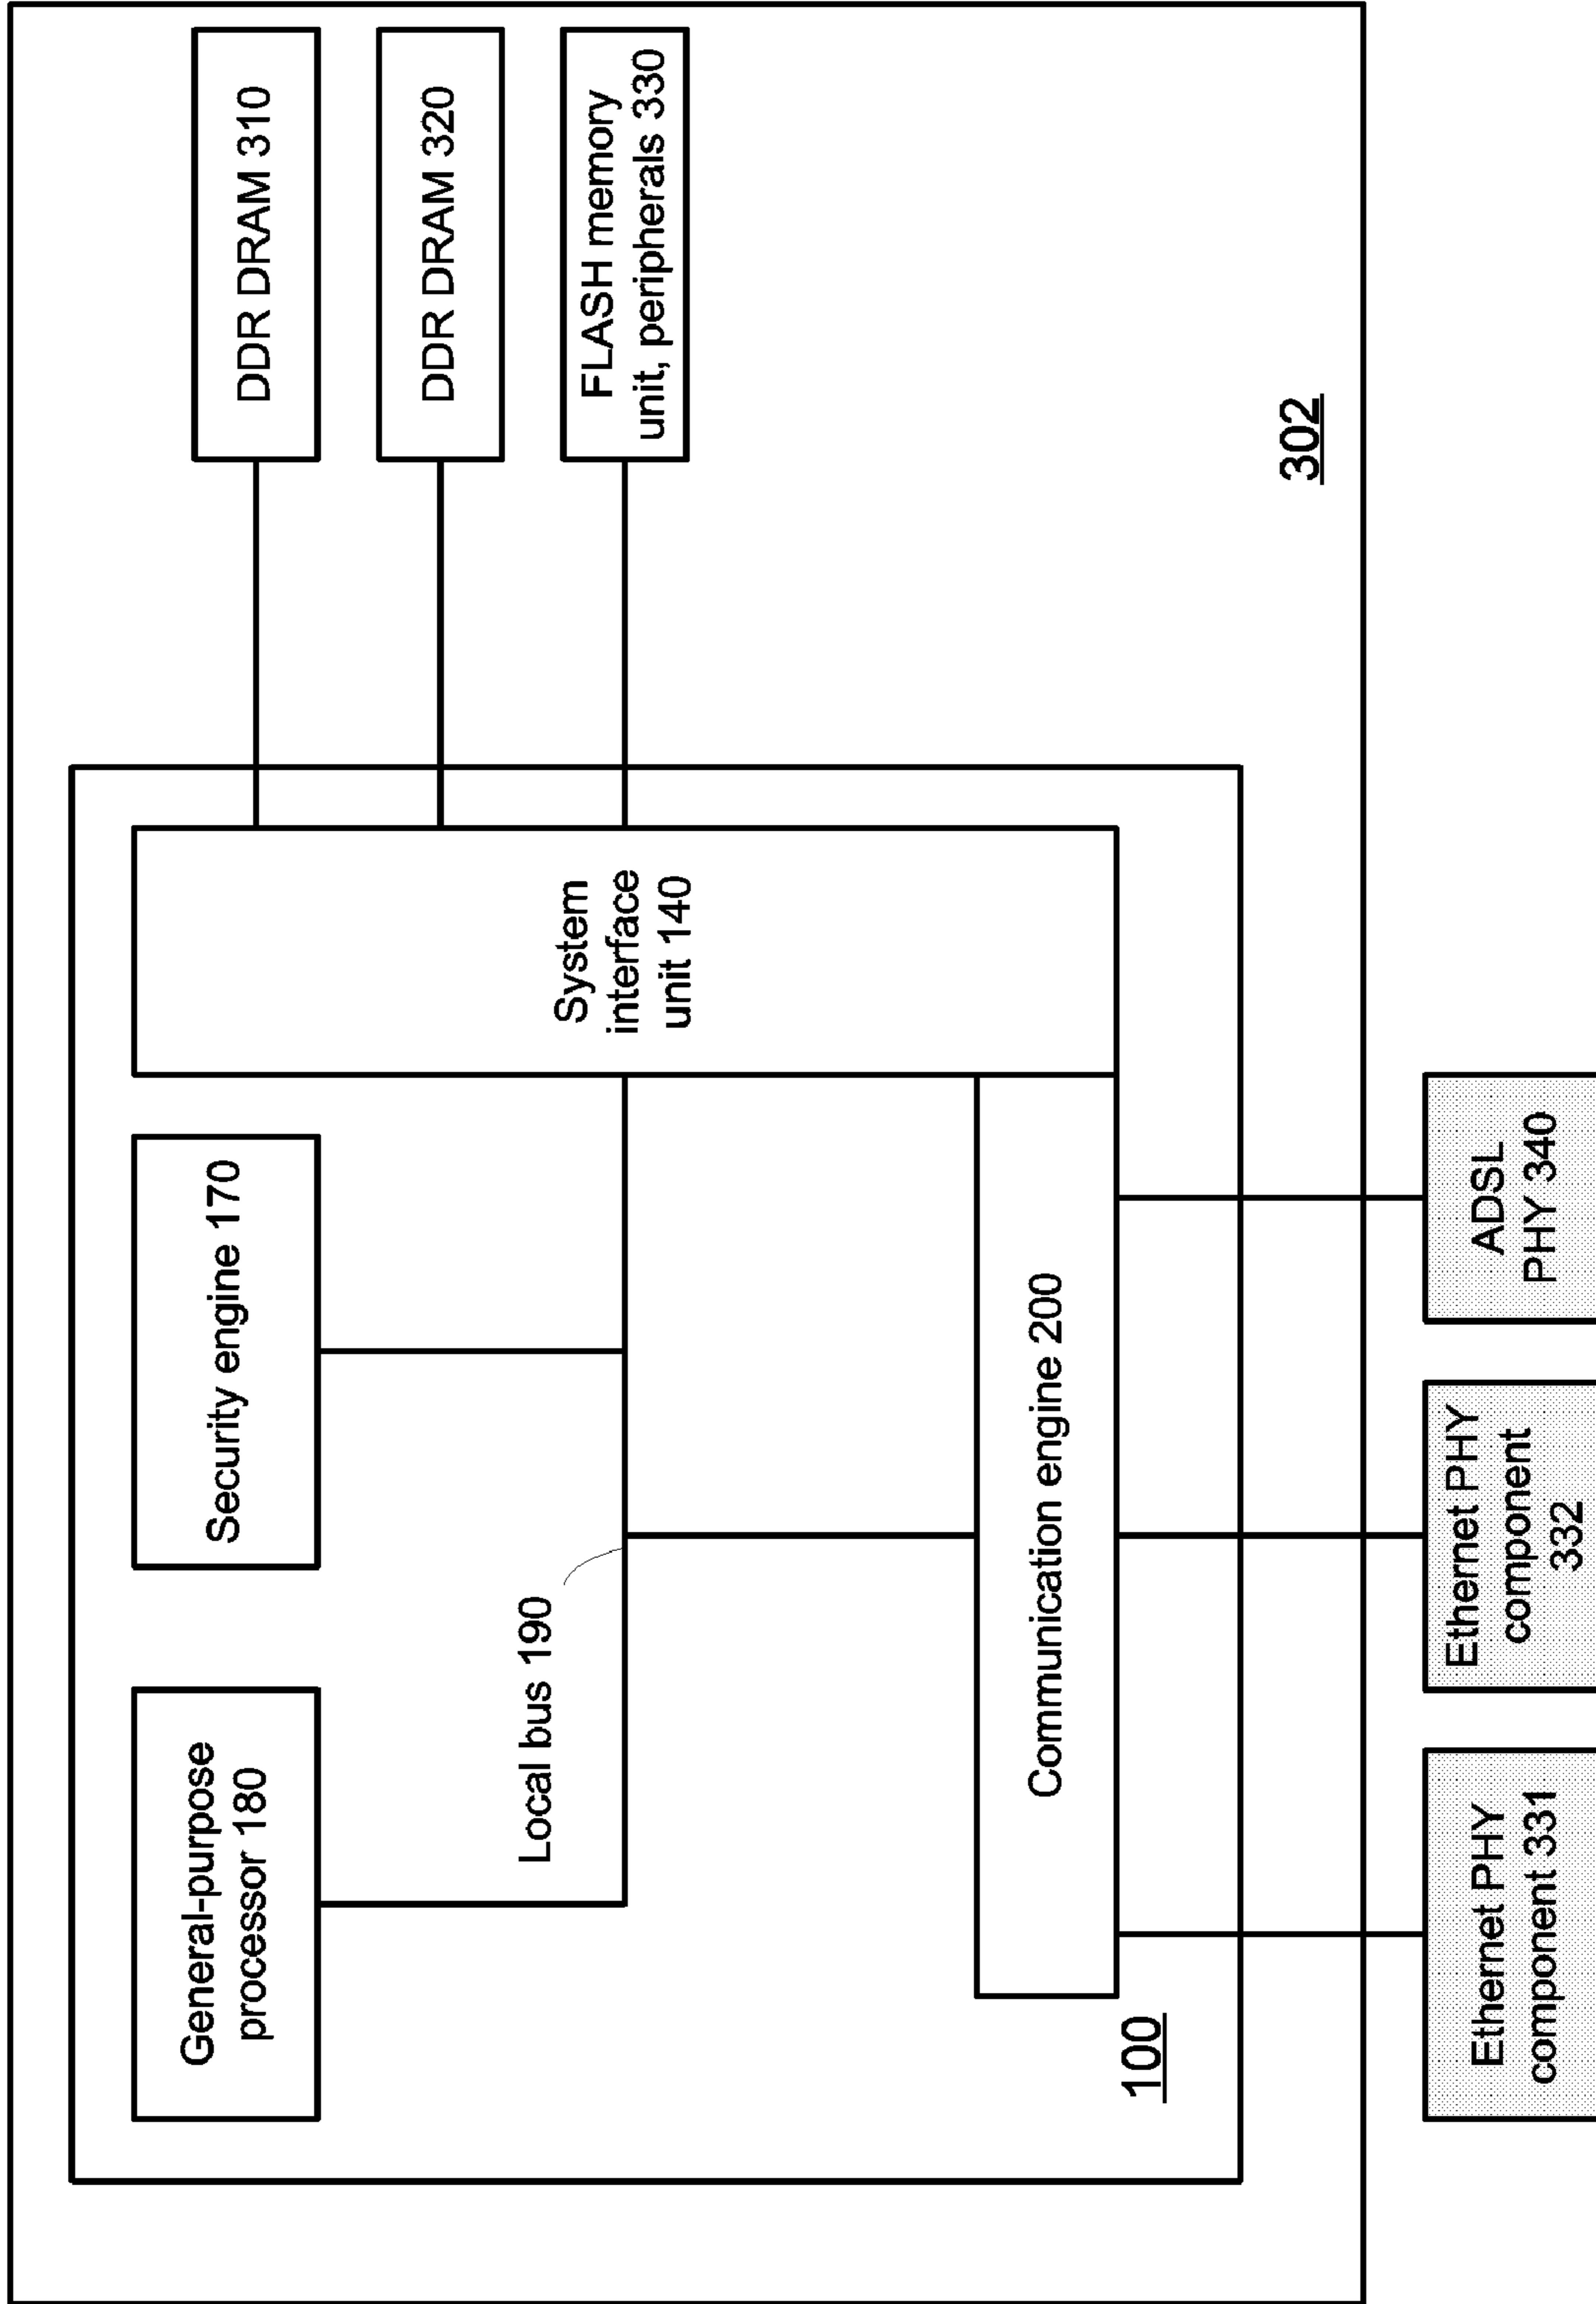 General-purpose
processor 180
Security engine 170
System
interface
unit 140
DDR DRAM 310
DDR DRAM 320
FLASH memory
unit, peripherals 330
Local bus 190
Communication engine 200
100
302
Ethernet PHY
component 331
Ethernet PHY
component
332
ADSL
PHY 340